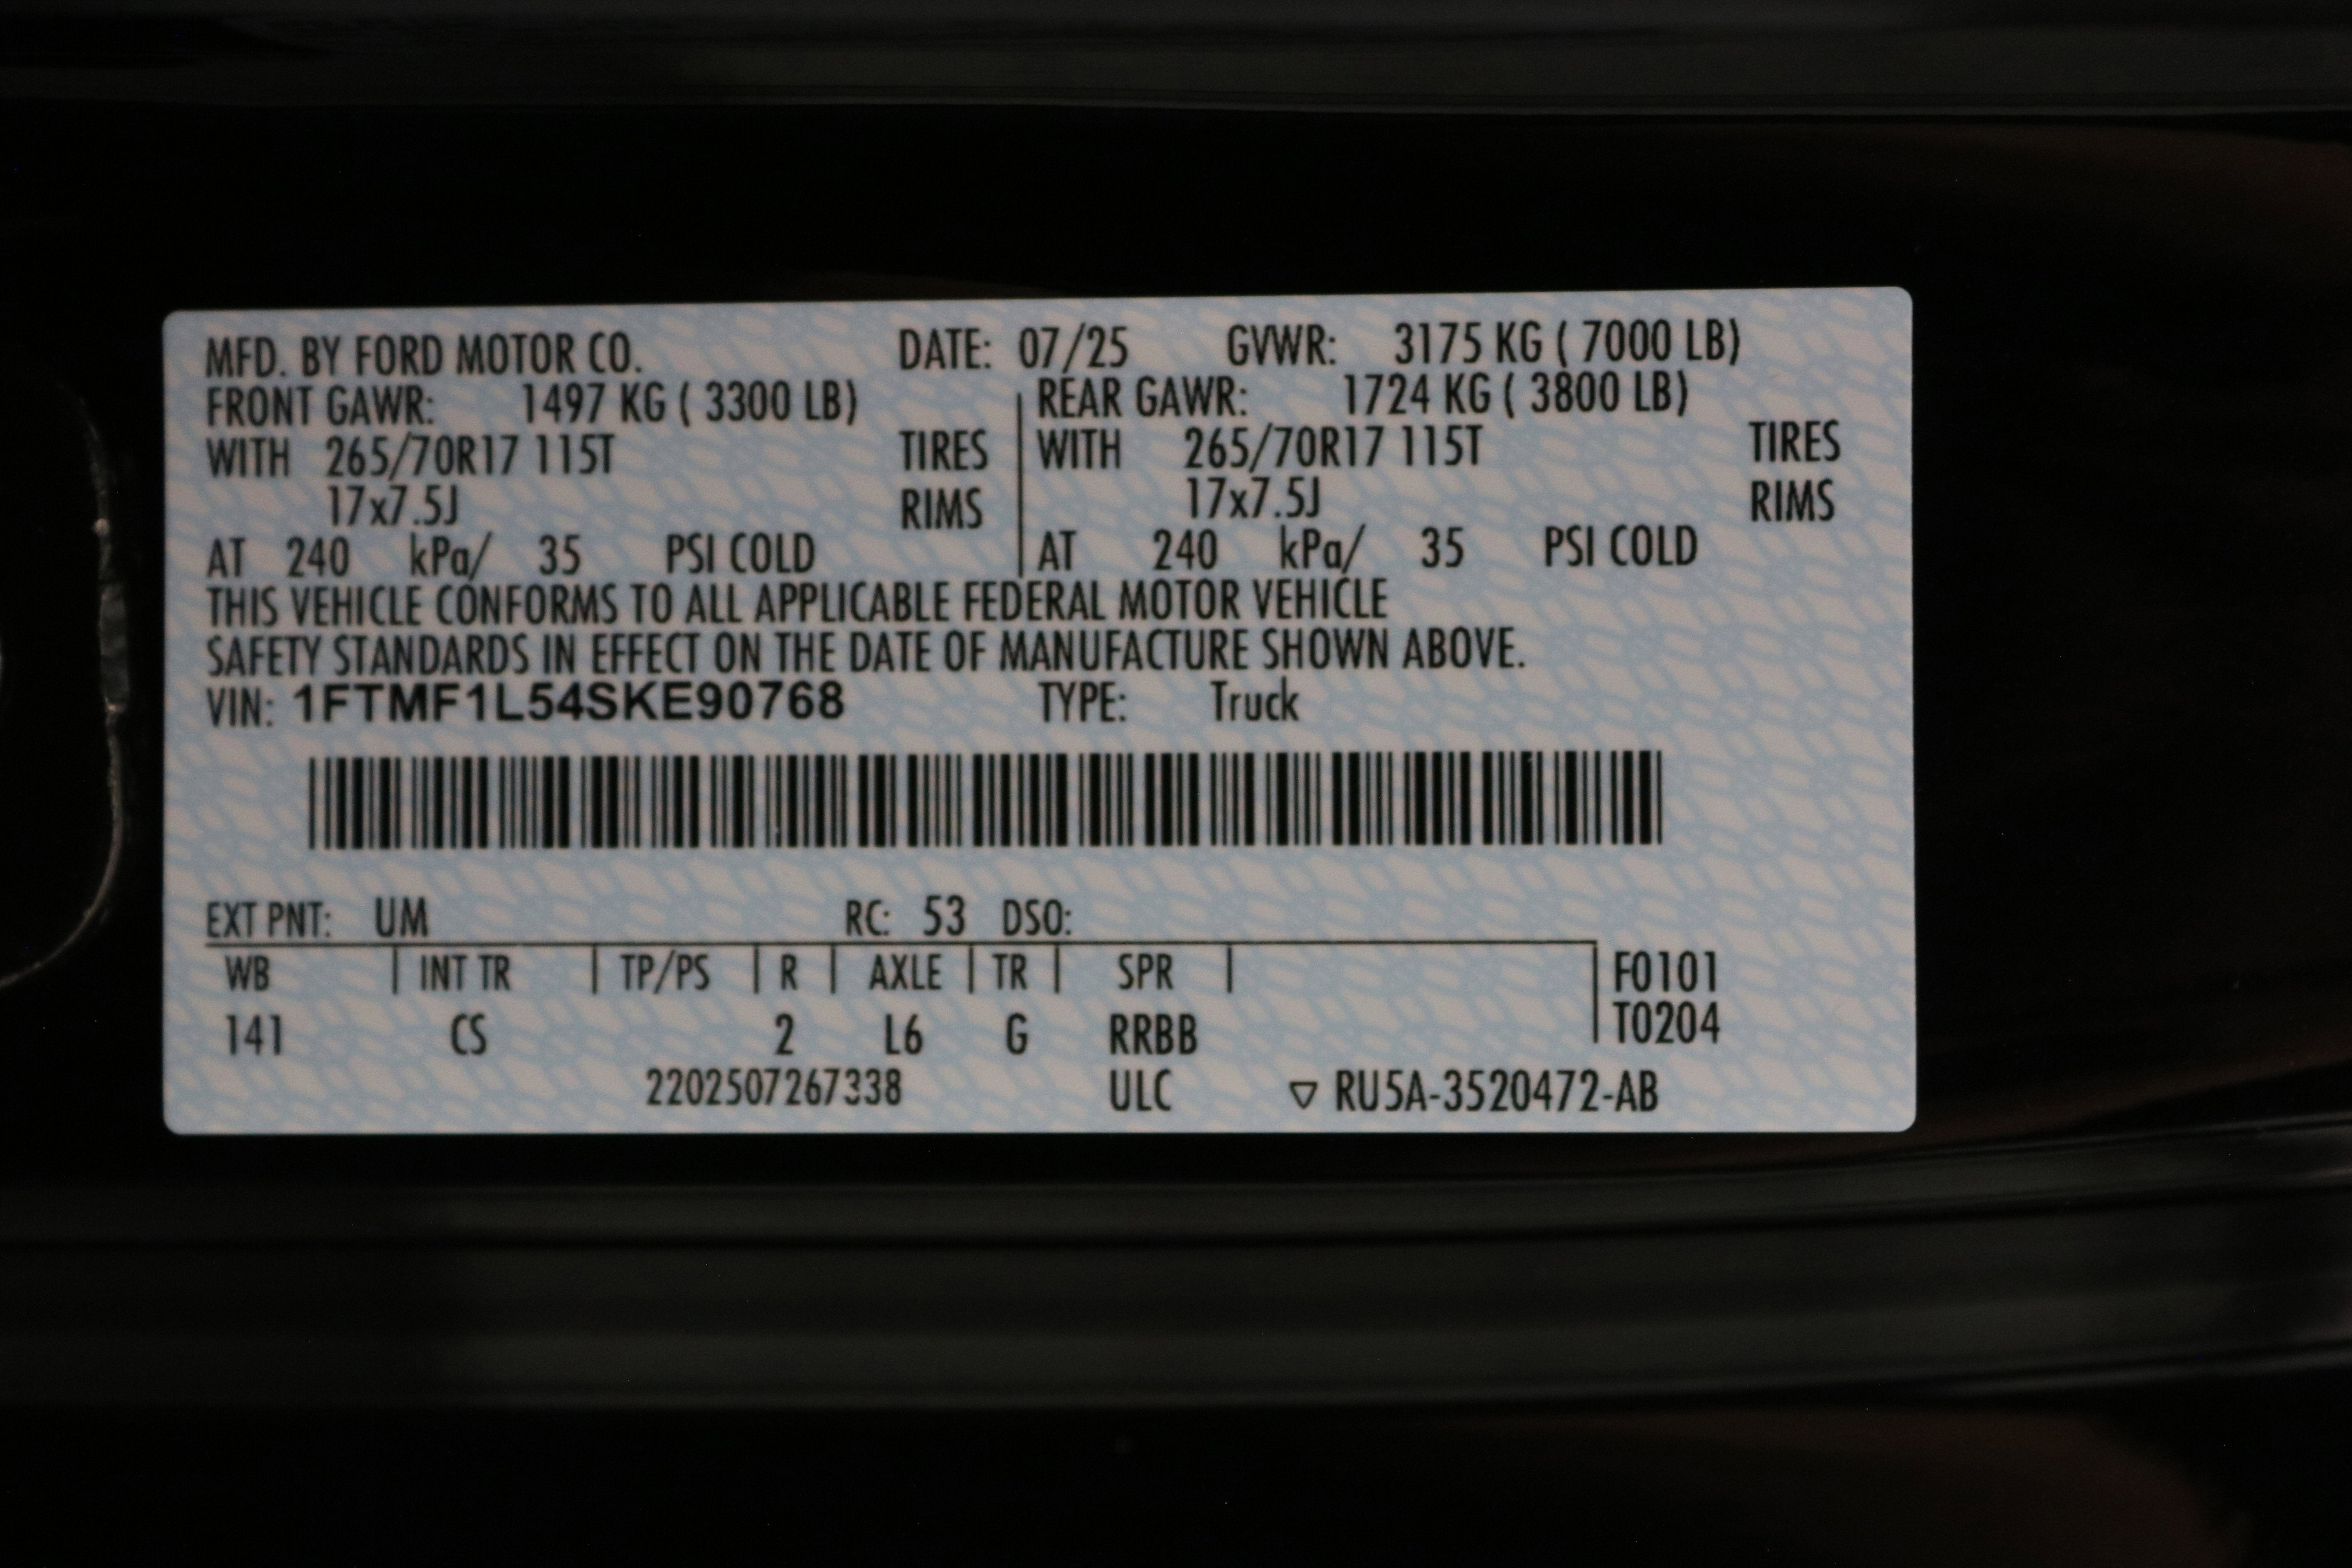 MFD. BY FORD MOTOR CO. DATE: 07/25 GVWR: 3175 KG ( 7000 LB)
FRONT GAWR: 1497 KG ( 3300 LB) REAR GAWR: 1724 KG ( 3800 LB)
WITH 265/70R17 115T TIRES WITH 265/70R17 115T TIRES
17x7.5J RIMS 17x7.5J RIMS
AT 240 kPa/ 35 PSI COLD AT 240 kPa/ 35 PSI COLD
THIS VEHICLE CONFORMS TO ALL APPLICABLE FEDERAL MOTOR VEHICLE
SAFETY STANDARDS IN EFFECT ON THE DATE OF MANUFACTURE SHOWN ABOVE.
VIN: 1FTMF1L54SKE90768 TYPE: Truck
EXT PNT: UM RC: 53 DSO:
WB INT TR TP/PS R AXLE TR SPR F0101
141 CS 2 L6 G RRBB T0204
2202507267338 ULC ▽ RU5A-3520472-AB